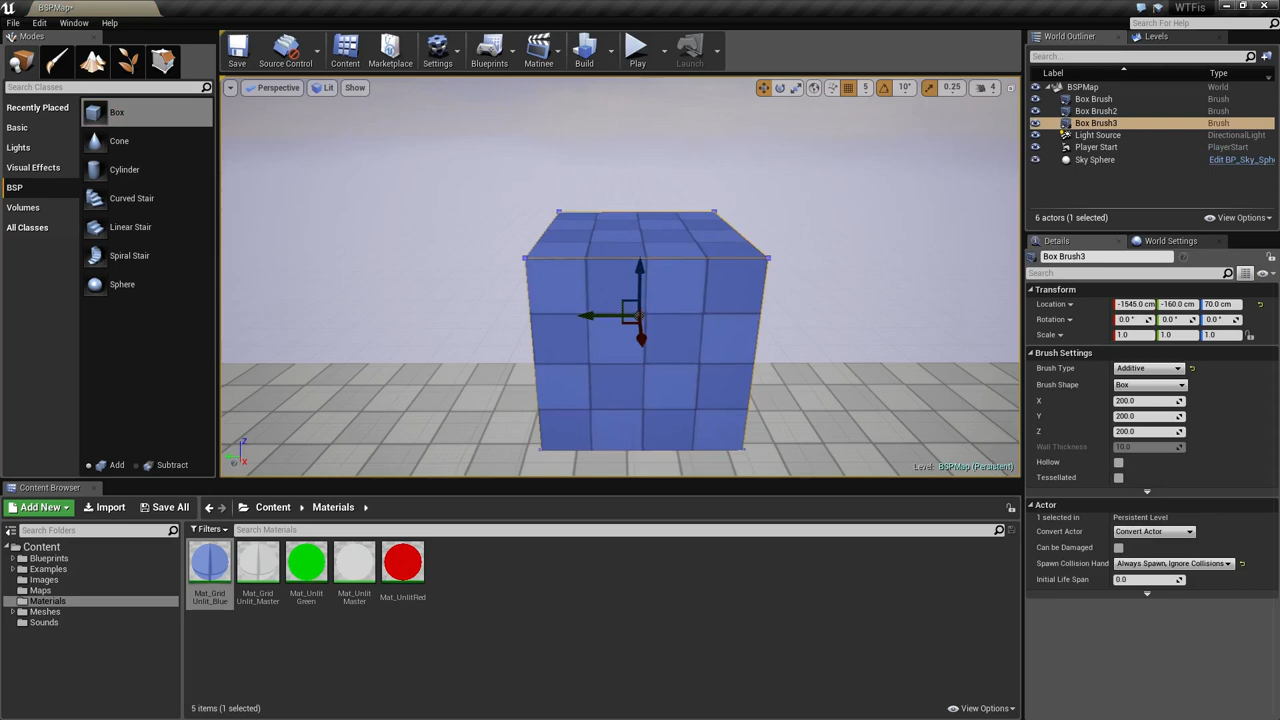 BSPMap*
WTFis
File Edit Window Help
Search For Help
Modes
World Outliner
Levels
Search Classes
Save
Source Control
Content
Marketplace
Settings
Blueprints
Matinee
Build
Play
Launch
Search...
Label Type
Recently Placed
Basic
Lights
Visual Effects
BSP
Volumes
All Classes
Box
Cone
Cylinder
Curved Stair
Linear Stair
Spiral Stair
Sphere
Add Subtract
Perspective Lit Show
5 10° 0.25 4
Z
X
Level: BSPMap (Persistent)
BSPMap World
Box Brush Brush
Box Brush2 Brush
Box Brush3 Brush
Light Source DirectionalLight
Player Start PlayerStart
Sky Sphere Edit BP_Sky_Sph
6 actors (1 selected) View Options
Details
World Settings
Box Brush3
Search
Transform
Location -1545.0 cm -160.0 cm 70.0 cm
Rotation 0.0 ° 0.0 ° 0.0 °
Scale 1.0 1.0 1.0
Brush Settings
Brush Type Additive
Brush Shape Box
X 200.0
Y 200.0
Z 200.0
Wall Thickness 10.0
Hollow
Tessellated
Actor
1 selected in Persistent Level
Convert Actor Convert Actor
Can be Damaged
Spawn Collision Hand Always Spawn, Ignore Collisions
Initial Life Span 0.0
Content Browser
Add New Import Save All Content Materials
Search Folders
Filters Search Materials
Content
Blueprints
Examples
Images
Maps
Materials
Meshes
Sounds
Mat_Grid
Unlit_Blue
Mat_Grid
Unlit_Master
Mat_Unlit
Green
Mat_Unlit
Master
Mat_UnlitRed
5 items (1 selected) View Options